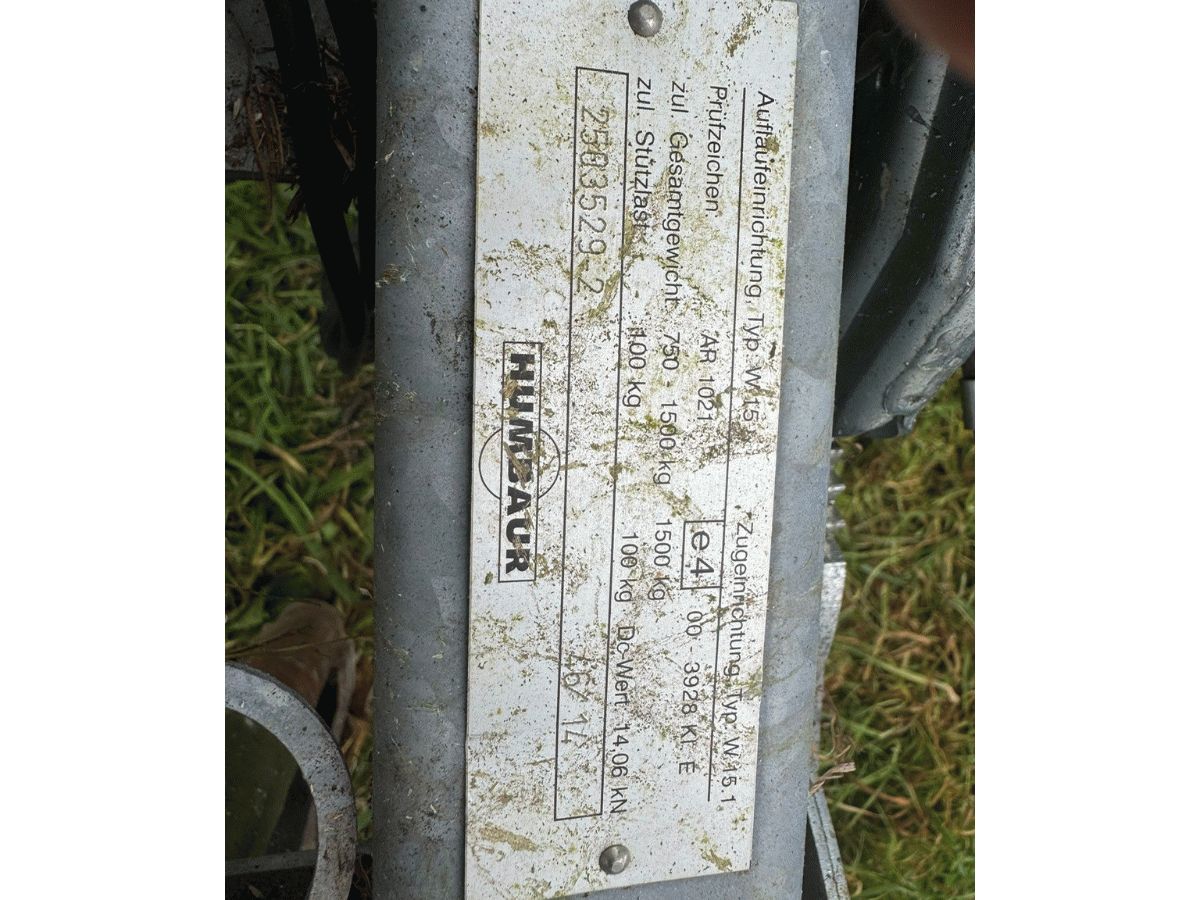 Auflaufeinrichtung, Typ W 15 Zugeinrichtung, Typ W 15.1
Prüfzeichen: AR 1021 e4 00 - 3928 Kl. E
zul. Gesamtgewicht: 750 - 1500 kg 1500 kg
zul. Stützlast: 100 kg 100 kg Dc-Wert 14,06 kN
2503529-2 46/14
HUMBAUR